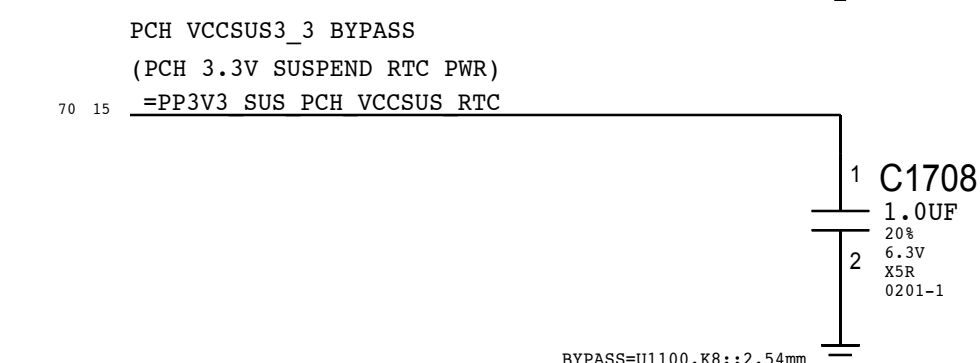 PCH VCCSUS3_3 BYPASS
(PCH 3.3V SUSPEND RTC PWR)
70 15 =PP3V3_SUS_PCH_VCCSUS_RTC
1 C1708
1.0UF
20%
2 6.3V
X5R
0201-1
BYPASS=U1100.K8::2.54mm